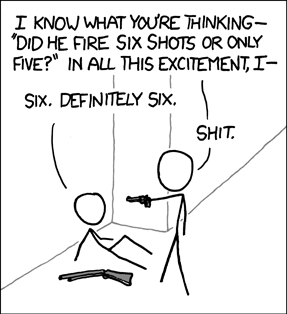 I KNOW WHAT YOU'RE THINKING—
"DID HE FIRE SIX SHOTS OR ONLY
FIVE?" IN ALL THIS EXCITEMENT, I—
SIX. DEFINITELY SIX.
SHIT.